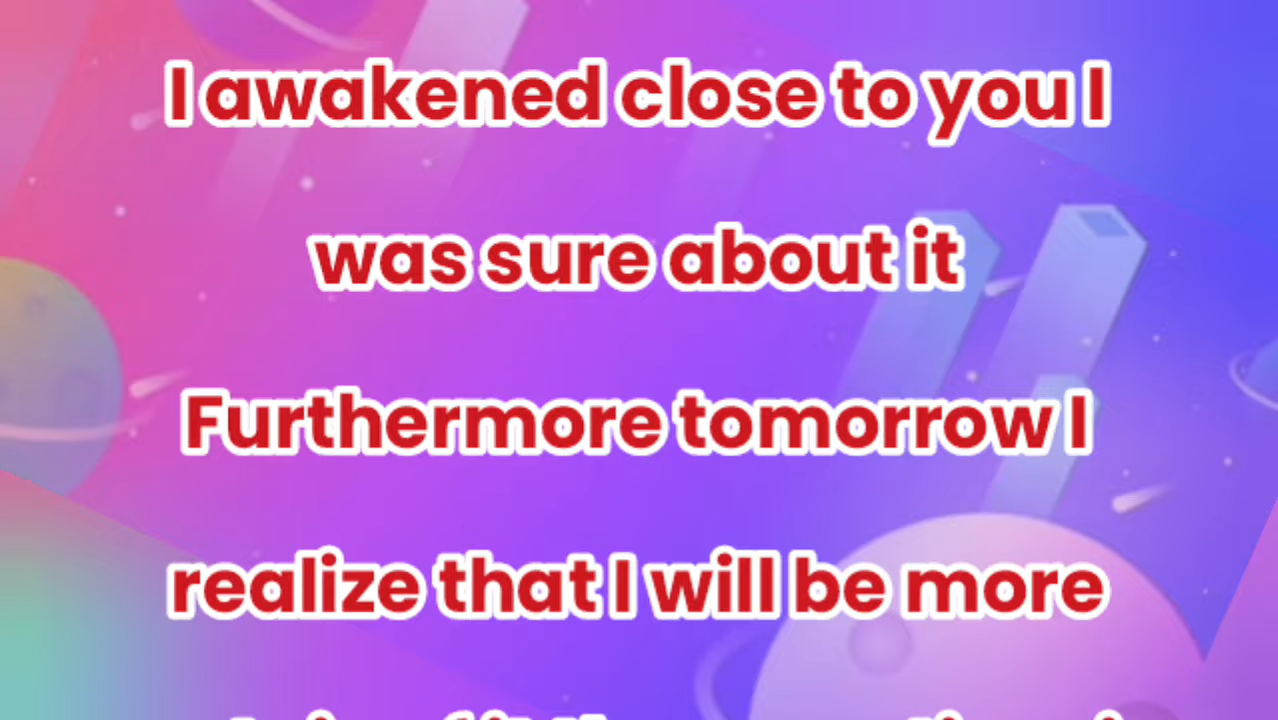 I awakened close to you I
was sure about it
Furthermore tomorrow I
realize that I will be more